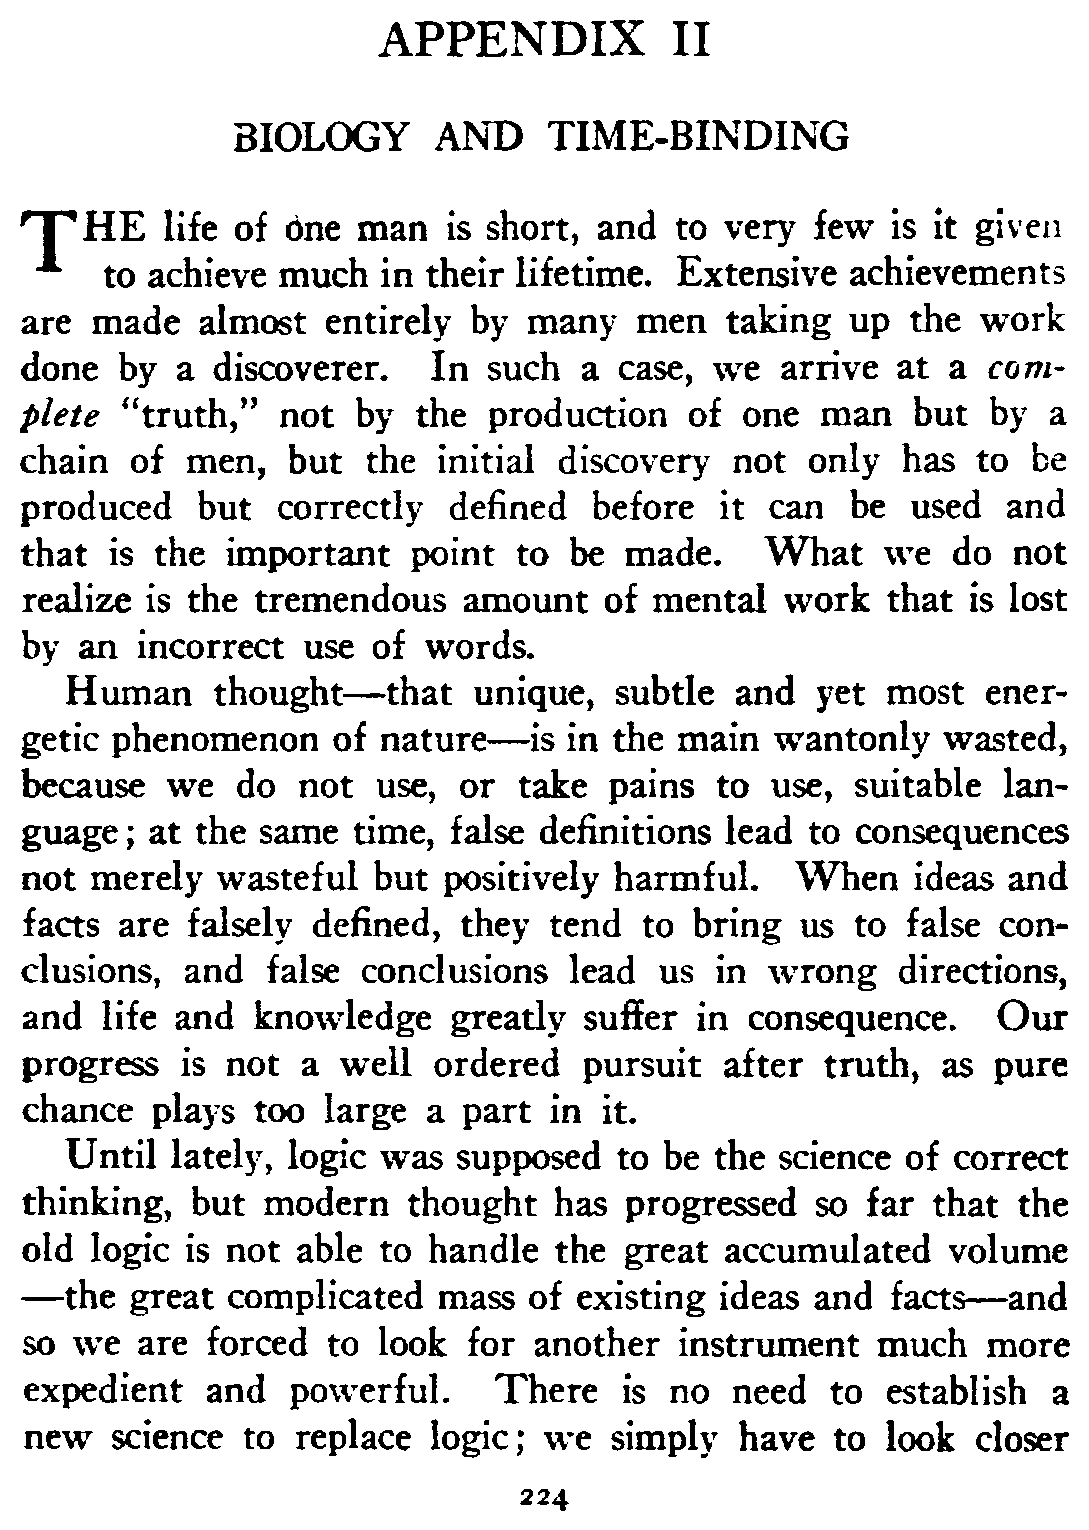 APPENDIX II
BIOLOGY AND TIME-BINDING
THE life of one man is short, and to very few is it given
to achieve much in their lifetime. Extensive achievements
are made almost entirely by many men taking up the work
done by a discoverer. In such a case, we arrive at a com-
plete “truth,” not by the production of one man but by a
chain of men, but the initial discovery not only has to be
produced but correctly defined before it can be used and
that is the important point to be made. What we do not
realize is the tremendous amount of mental work that is lost
by an incorrect use of words.
Human thought—that unique, subtle and yet most ener-
getic phenomenon of nature—is in the main wantonly wasted,
because we do not use, or take pains to use, suitable lan-
guage; at the same time, false definitions lead to consequences
not merely wasteful but positively harmful. When ideas and
facts are falsely defined, they tend to bring us to false con-
clusions, and false conclusions lead us in wrong directions,
and life and knowledge greatly suffer in consequence. Our
progress is not a well ordered pursuit after truth, as pure
chance plays too large a part in it.
Until lately, logic was supposed to be the science of correct
thinking, but modern thought has progressed so far that the
old logic is not able to handle the great accumulated volume
—the great complicated mass of existing ideas and facts—and
so we are forced to look for another instrument much more
expedient and powerful. There is no need to establish a
new science to replace logic; we simply have to look closer
224